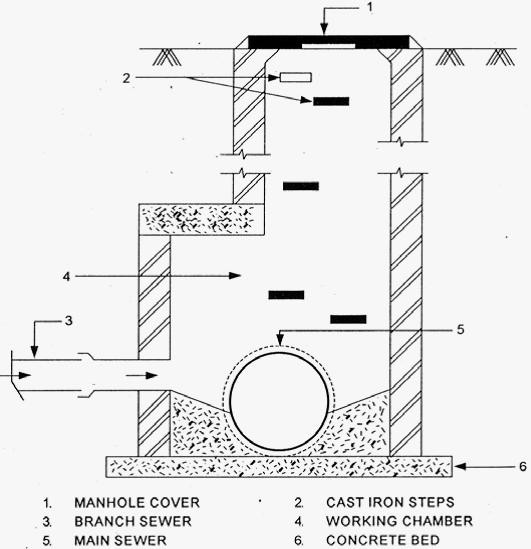 1
2
4
3
5
6
1. MANHOLE COVER 2. CAST IRON STEPS
3. BRANCH SEWER 4. WORKING CHAMBER
5. MAIN SEWER 6. CONCRETE BED